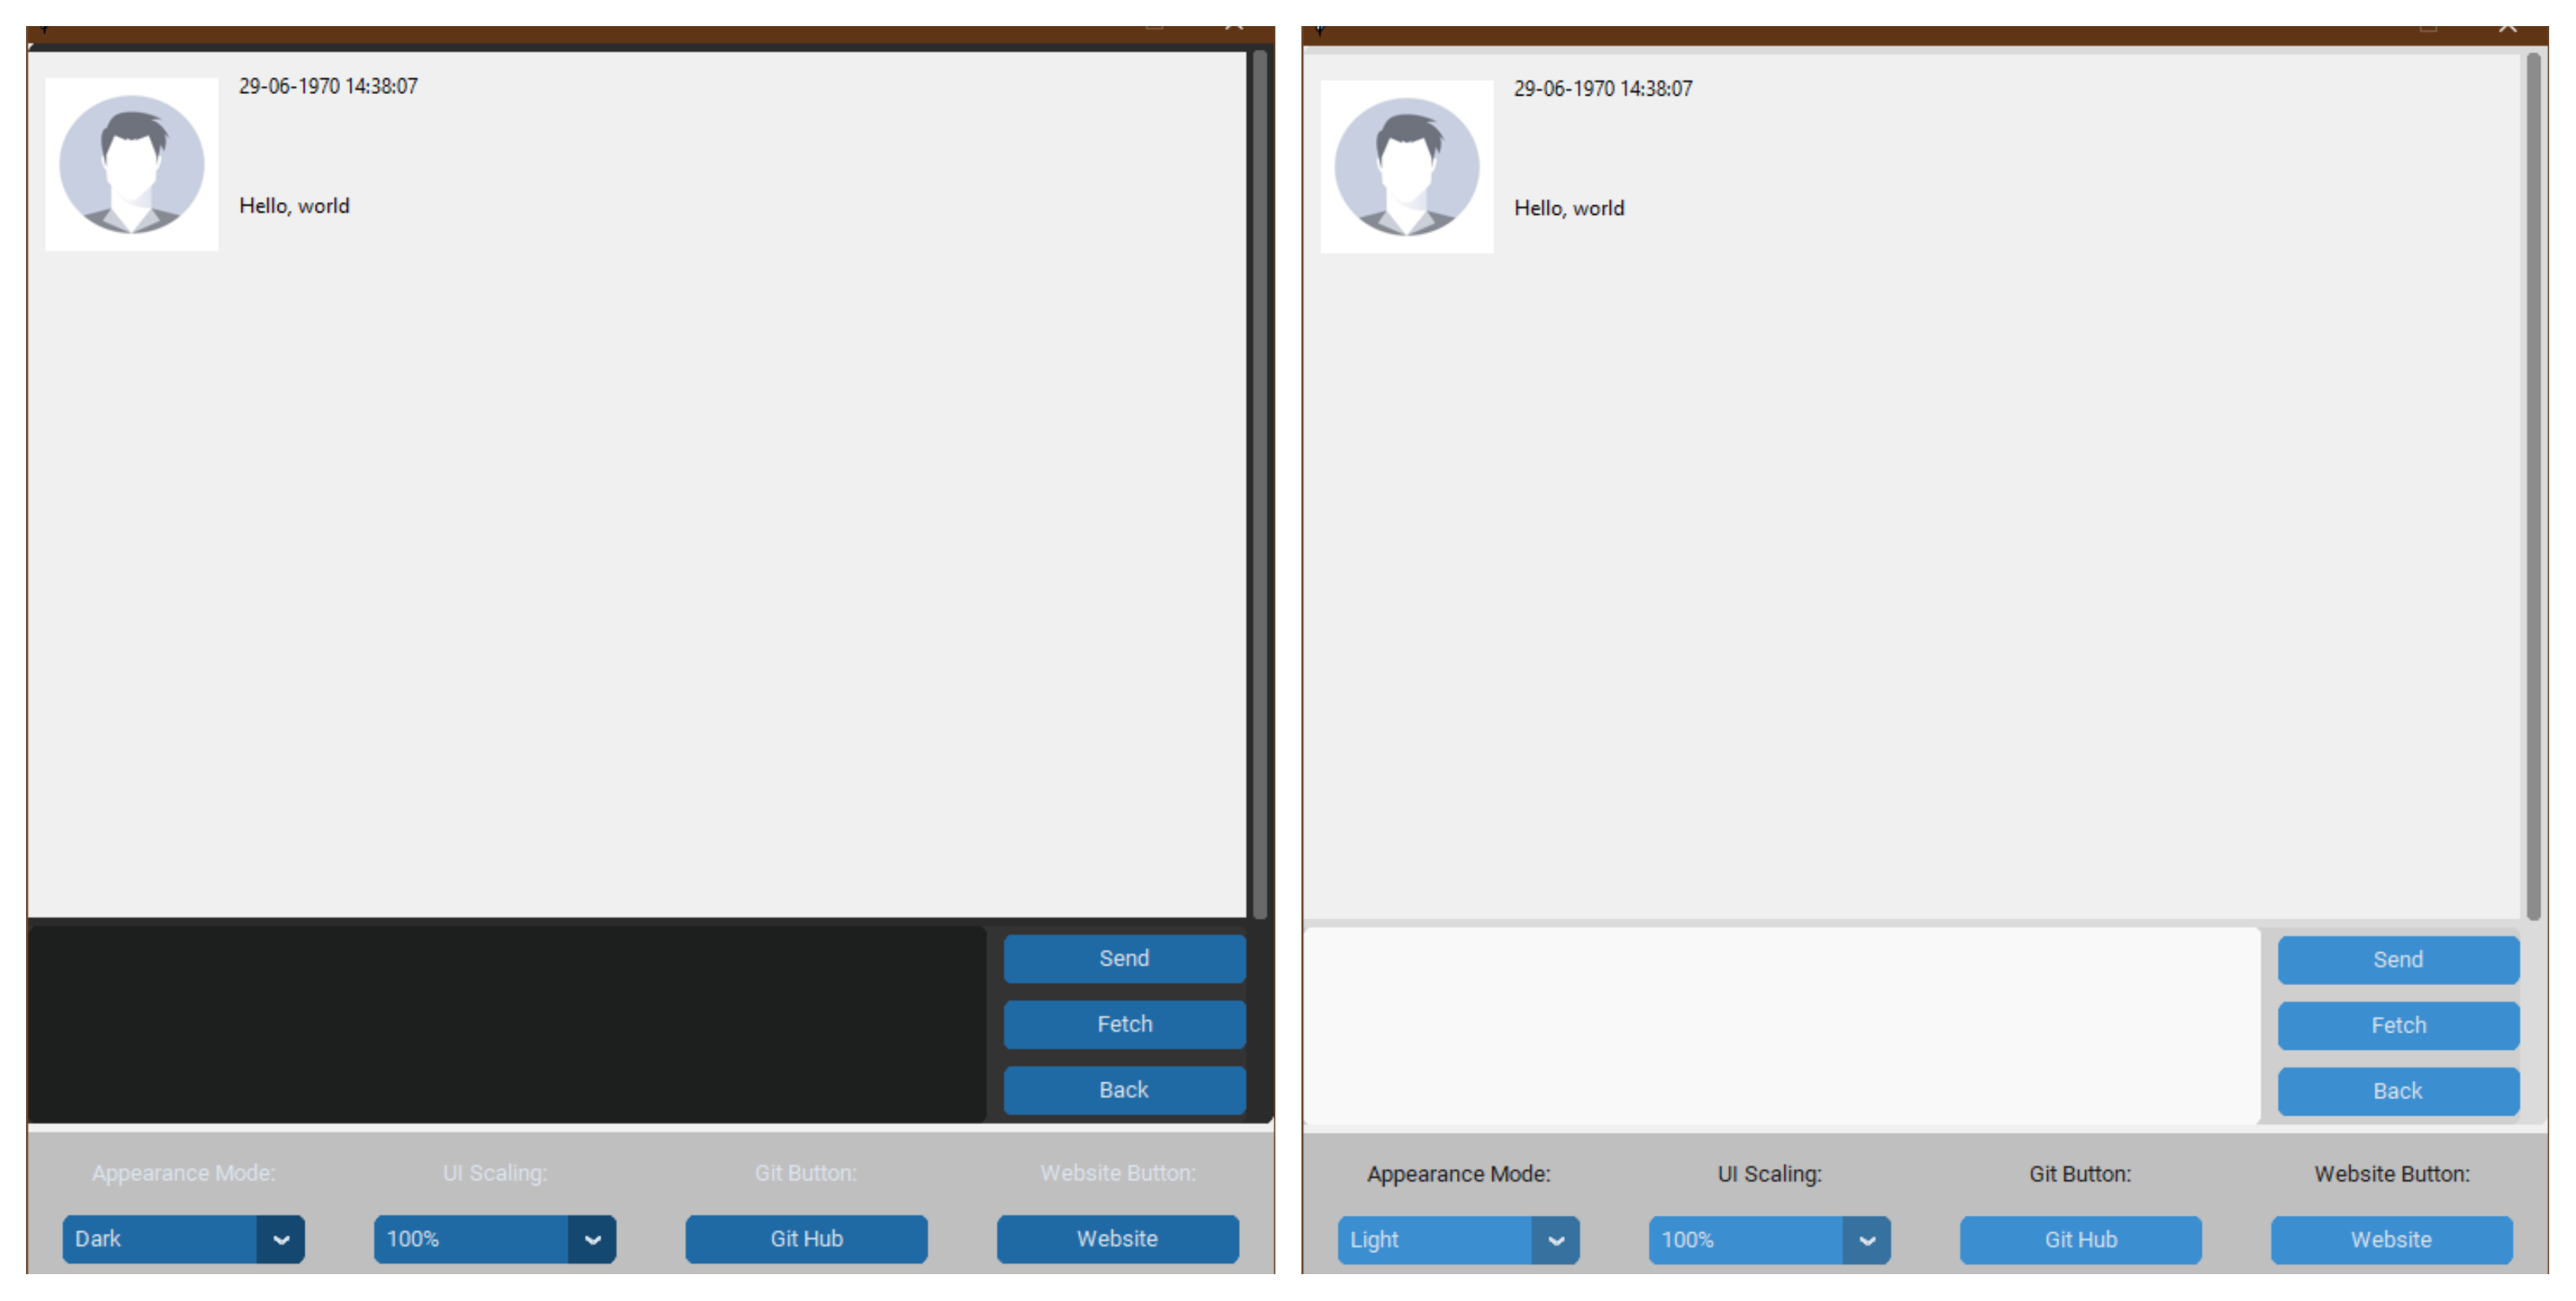 29-06-1970 14:38:07
Hello, world
Send
Fetch
Back
Appearance Mode: UI Scaling: Git Button: Website Button:
Dark 100% Git Hub Website
29-06-1970 14:38:07
Hello, world
Send
Fetch
Back
Appearance Mode: UI Scaling: Git Button: Website Button:
Light 100% Git Hub Website